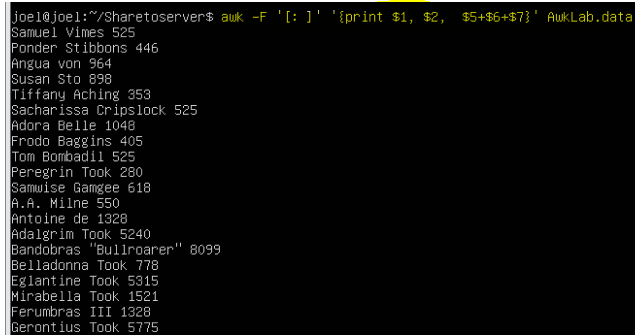 joel@joel:~/Sharetoserver$ awk -F '[: ]' '{print $1, $2,  $5+$6+$7}' AwkLab.data
Samuel Vimes 525
Ponder Stibbons 446
Angua von 964
Susan Sto 898
Tiffany Aching 353
Sacharissa Cripslock 525
Adora Belle 1048
Frodo Baggins 405
Tom Bombadil 525
Peregrin Took 280
Samwise Gamgee 618
A.A. Milne 550
Antoine de 1328
Adalgrim Took 5240
Bandobras "Bullroarer" 8099
Belladonna Took 778
Eglantine Took 5315
Mirabella Took 1521
Ferumbras III 1328
Gerontius Took 5775